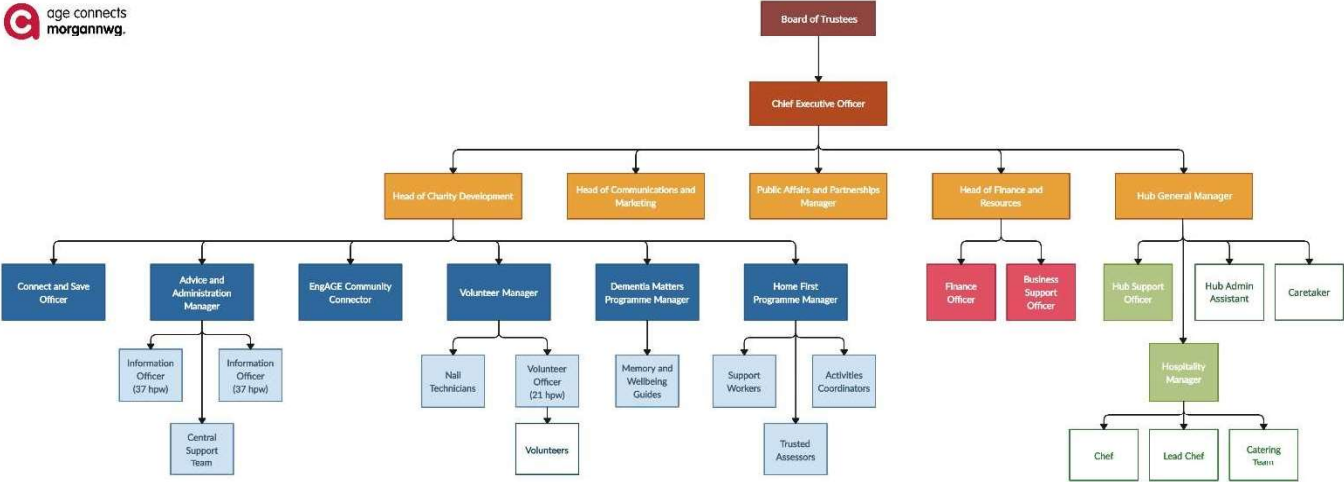 age connects
morgannwg.
Board of Trustees
Chief Executive Officer
Head of Charity Development
Head of Communications and
Marketing
Public Affairs and Partnerships
Manager
Head of Finance and
Resources
Hub General Manager
Connect and Save
Officer
Advice and
Administration
Manager
EngAGE Community
Connector
Volunteer Manager
Dementia Matters
Programme Manager
Home First
Programme Manager
Finance
Officer
Business
Support
Officer
Hub Support
Officer
Hub Admin
Assistant
Caretaker
Information
Officer
(37 hpw)
Information
Officer
(37 hpw)
Nail
Technicians
Volunteer
Officer
(21 hpw)
Memory and
Wellbeing
Guides
Support
Workers
Activities
Coordinators
Hospitality
Manager
Central
Support
Team
Volunteers
Trusted
Assessors
Chef
Lead Chef
Catering
Team